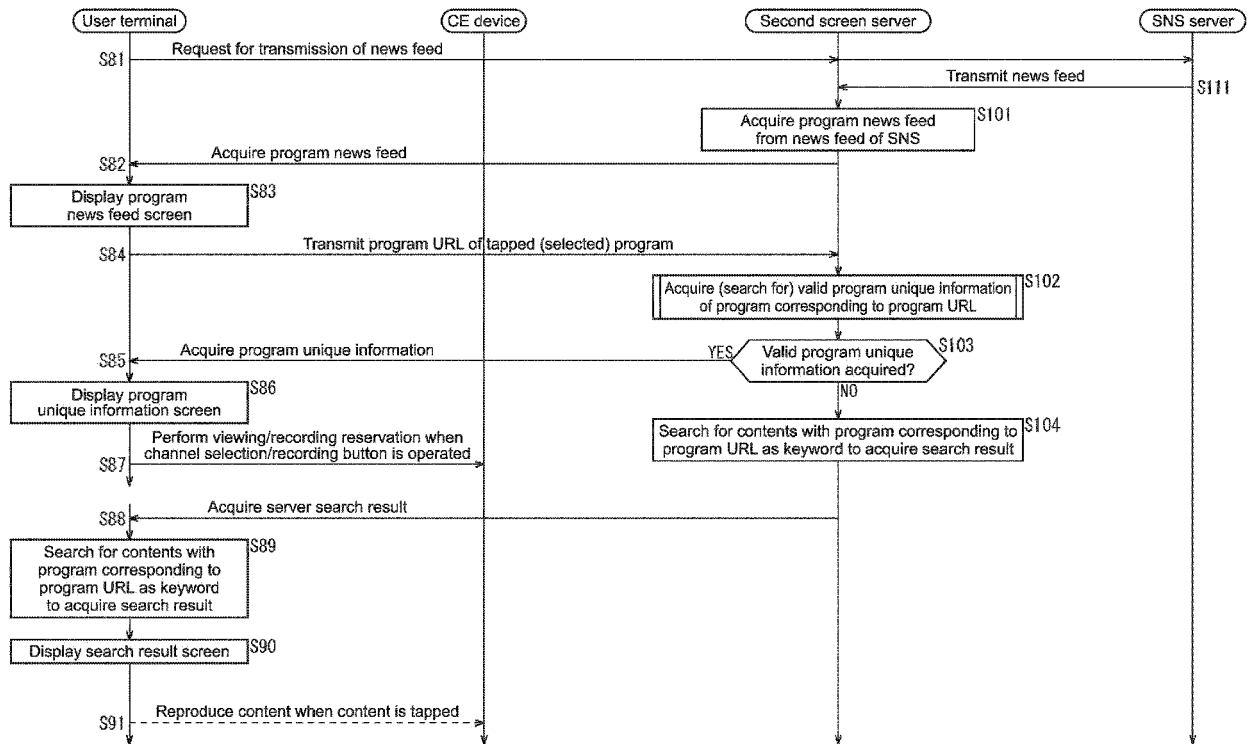 User terminal
CE device
Second screen server
SNS server
Request for transmission of news feed
S81
Transmit news feed
S111
S101
Acquire program news feed
from news feed of SNS
Acquire program news feed
S82
S83
Display program
news feed screen
Transmit program URL of tapped (selected) program
S84
S102
Acquire (search for) valid program unique information
of program corresponding to program URL
Acquire program unique information
S85
YES
S103
Valid program unique
information acquired?
NO
S86
Display program
unique information screen
S104
Search for contents with program corresponding to
program URL as keyword to acquire search result
Perform viewing/recording reservation when
channel selection/recording button is operated
S87
Acquire server search result
S88
S89
Search for contents with
program corresponding to
program URL as keyword
to acquire search result
Display search result screen
S90
Reproduce content when content is tapped
S91